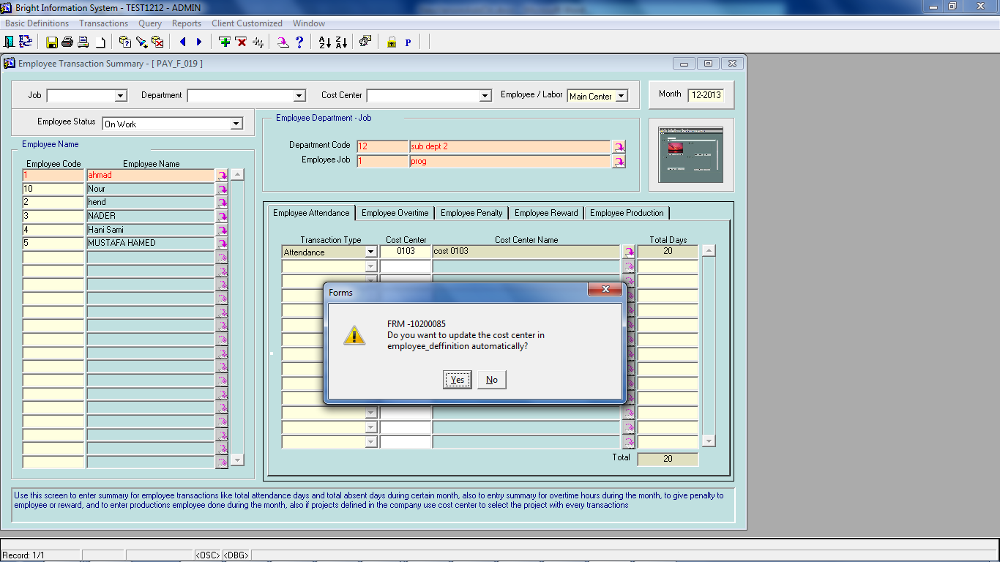 Bright Information System - TEST1212 - ADMIN
Basic Definitions Transactions Query Reports Client Customized Window
Employee Transaction Summary - [ PAY_F_019 ]
Job Department Cost Center Employee / Labor Main Center Month 12-2013
Employee Status On Work
Employee Department - Job
Department Code 12 sub dept 2
Employee Job 1 prog
Employee Name
Employee Code Employee Name
1 ahmad
10 Nour
2 hend
3 NADER
4 Hani Sami
5 MUSTAFA HAMED
Employee Attendance Employee Overtime Employee Penalty Employee Reward Employee Production
Transaction Type Cost Center Cost Center Name Total Days
Attendance 0103 cost 0103 20
Forms
FRM -10200085
Do you want to update the cost center in
employee_deffinition automatically?
Yes No
Total 20
Use this screen to enter summary for employee transactions like total attendance days and total absent days during certain month, also to entry summary for overtime hours during the month, to give penalty to
employee or reward, and to enter productions employee done during the month, also if projects defined in the company use cost center to select the project with every transactions
Record: 1/1 <OSC> <DBG>